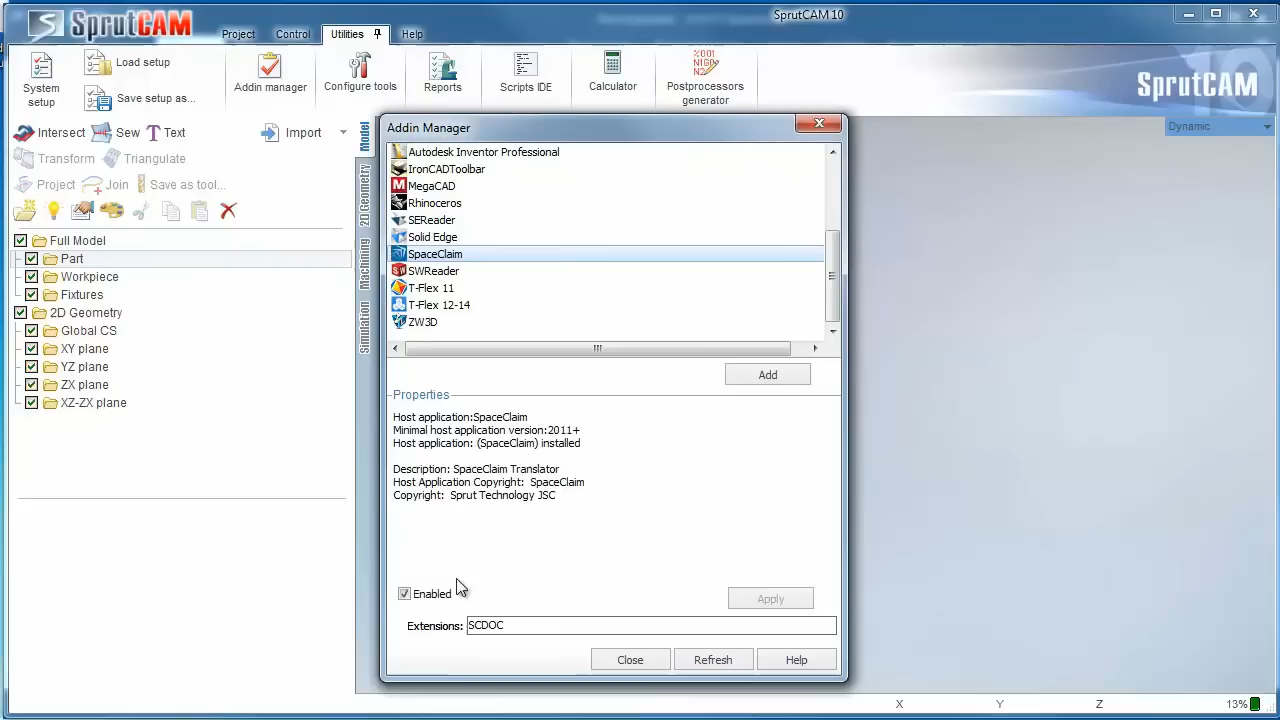 SprutCAM 10
SprutCAM
Project Control Utilities Help
System setup
Load setup
Save setup as...
Addin manager
Configure tools
Reports
Scripts IDE
Calculator
%001
N1G0
N2
Postprocessors generator
SprutCAM
10
Intersect Sew Text Import
Transform Triangulate
Project Join Save as tool...
Dynamic
Model
2D Geometry
Machining
Simulation
Full Model
Part
Workpiece
Fixtures
2D Geometry
Global CS
XY plane
YZ plane
ZX plane
XZ-ZX plane
Addin Manager
Autodesk Inventor Professional
IronCADToolbar
MegaCAD
Rhinoceros
SEReader
Solid Edge
SpaceClaim
SWReader
T-Flex 11
T-Flex 12-14
ZW3D
Add
Properties
Host application:SpaceClaim
Minimal host application version:2011+
Host application: (SpaceClaim) installed
Description: SpaceClaim Translator
Host Application Copyright: SpaceClaim
Copyright: Sprut Technology JSC
Enabled
Apply
Extensions: SCDOC
Close Refresh Help
X Y Z 13%